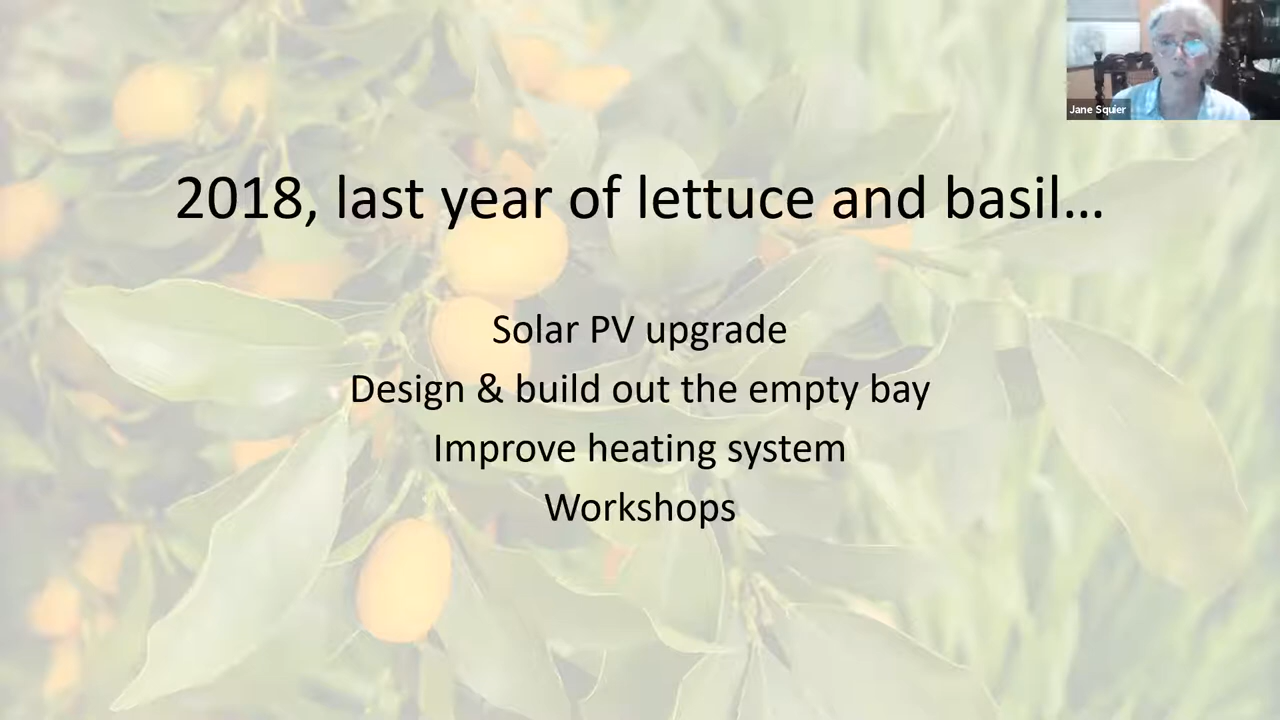 Jane Squier
2018, last year of lettuce and basil...
Solar PV upgrade
Design & build out the empty bay
Improve heating system
Workshops